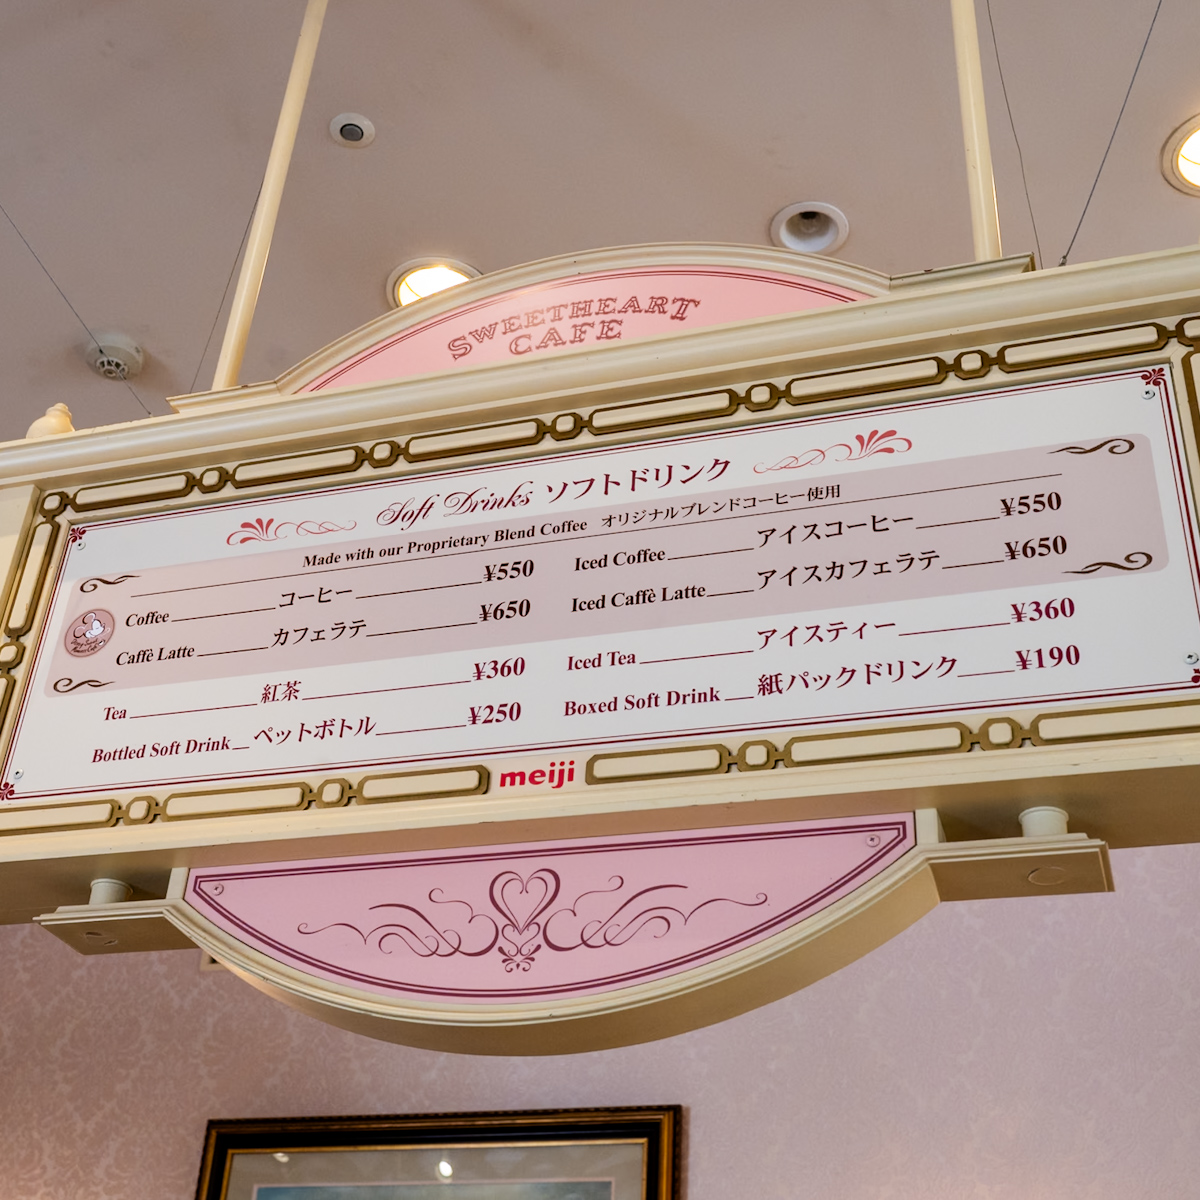 SWEETHEART
CAFE
Soft Drinks ソフトドリンク
Made with our Proprietary Blend Coffee オリジナルブレンドコーヒー使用
Coffee コーヒー ¥550
Caffè Latte カフェラテ ¥650
Tea 紅茶 ¥360
Bottled Soft Drink ペットボトル ¥250
Iced Coffee アイスコーヒー ¥550
Iced Caffè Latte アイスカフェラテ ¥650
Iced Tea アイスティー ¥360
Boxed Soft Drink 紙パックドリンク ¥190
meiji